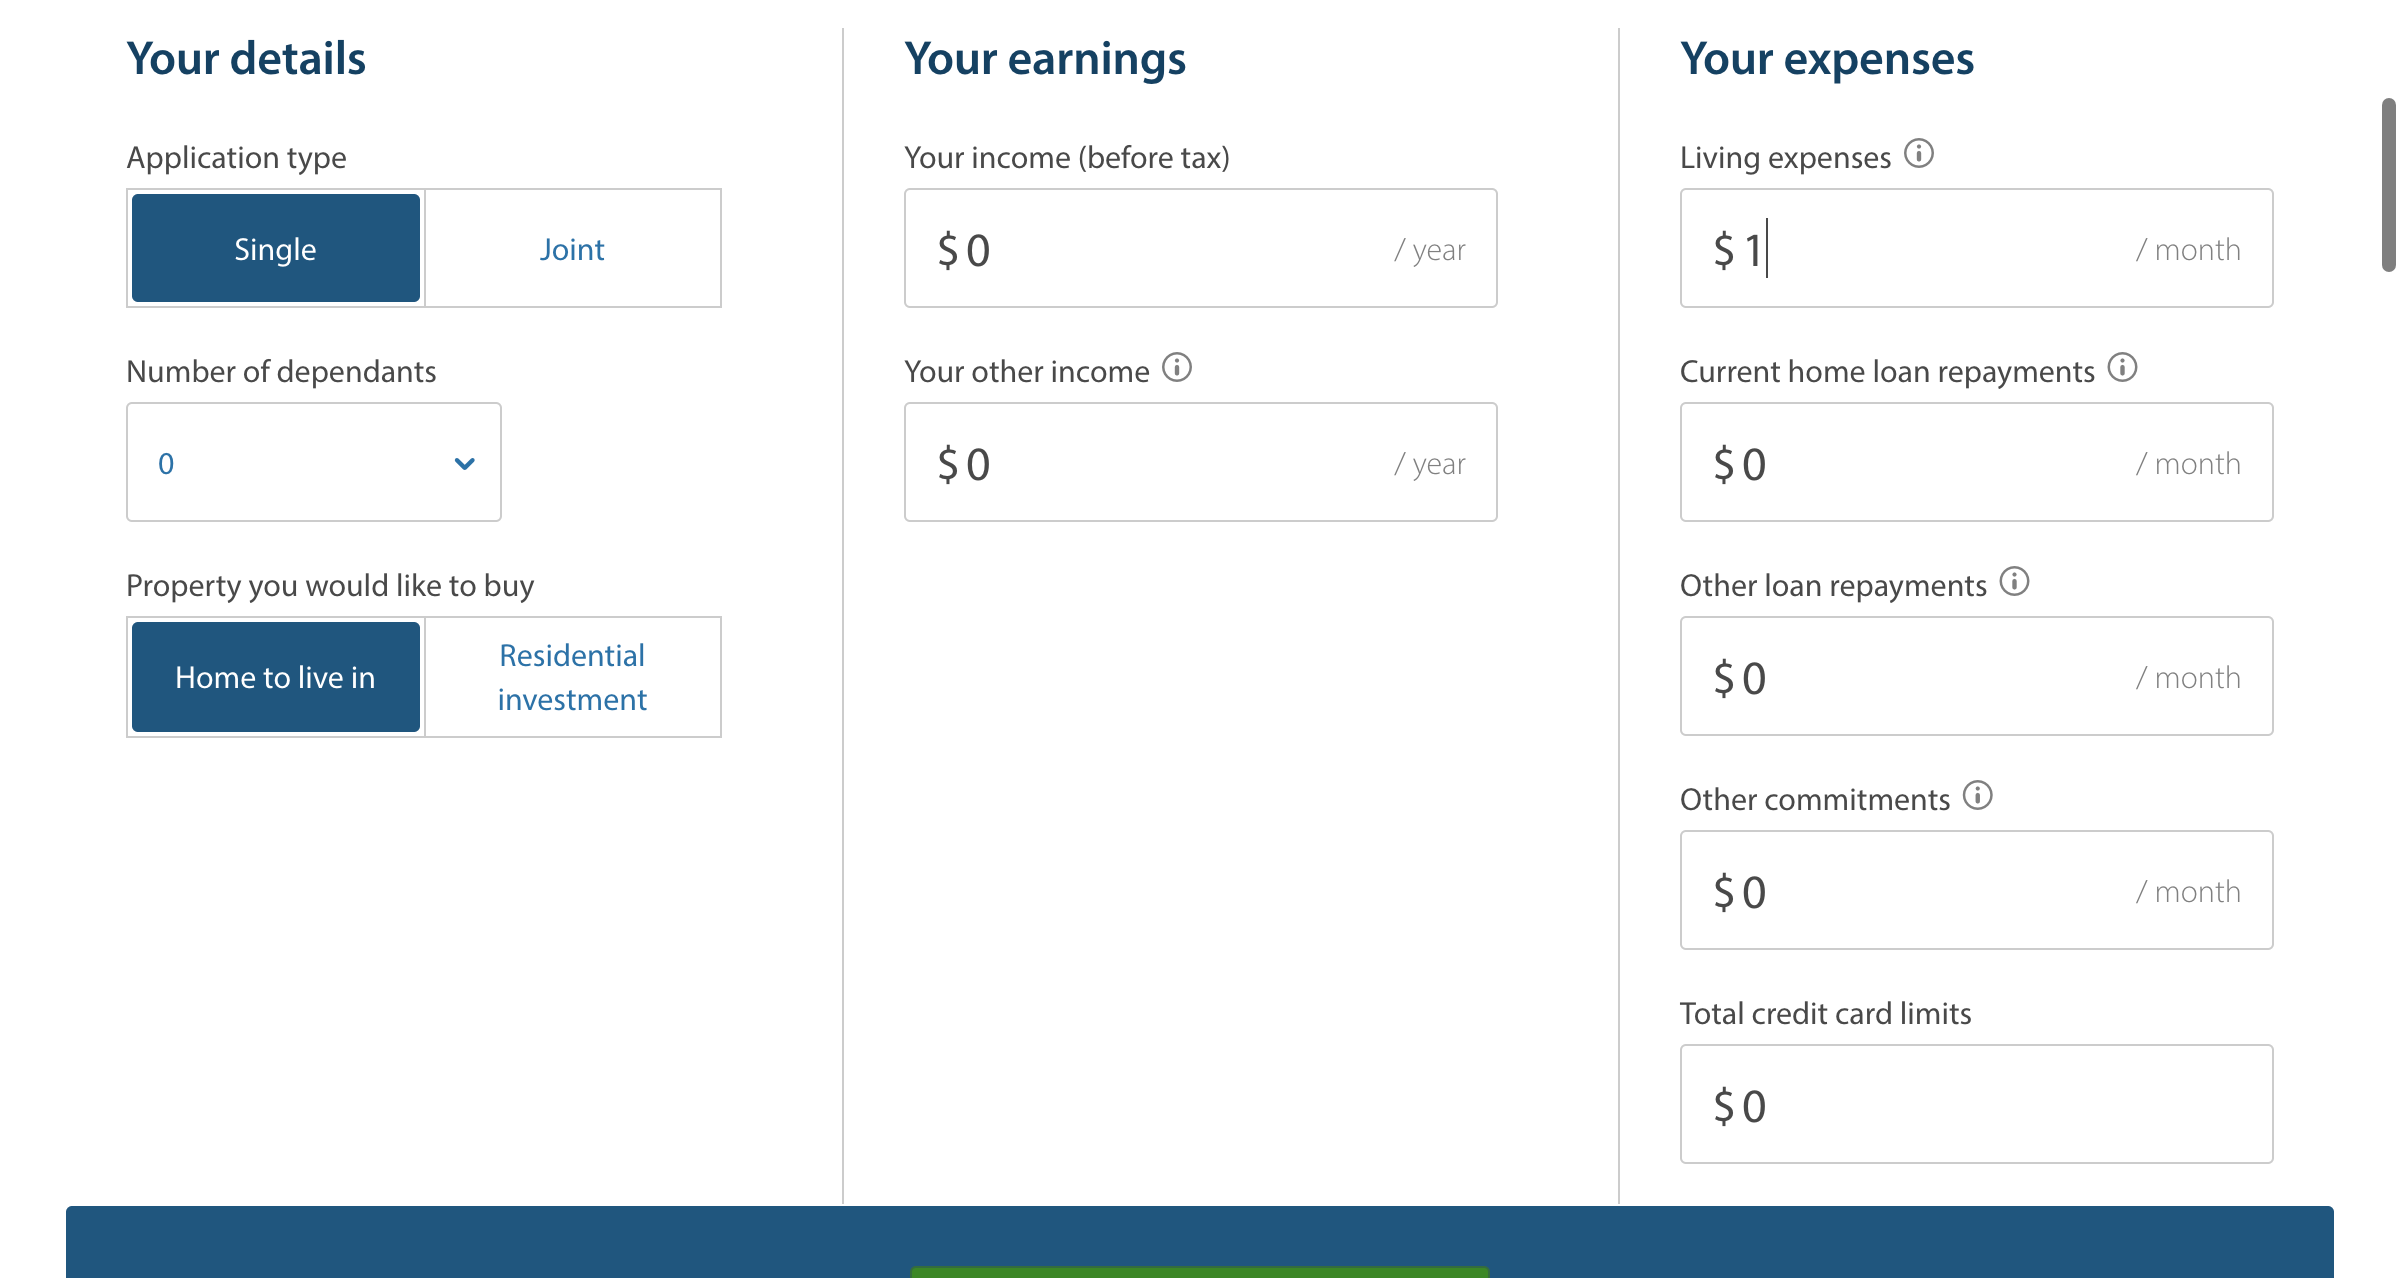 Your details
Application type
Single
Joint
Number of dependants
0
Property you would like to buy
Home to live in
Residential
investment
Your earnings
Your income (before tax)
$ 0 / year
Your other income
$ 0 / year
Your expenses
Living expenses
$ 1 / month
Current home loan repayments
$ 0 / month
Other loan repayments
$ 0 / month
Other commitments
$ 0 / month
Total credit card limits
$ 0